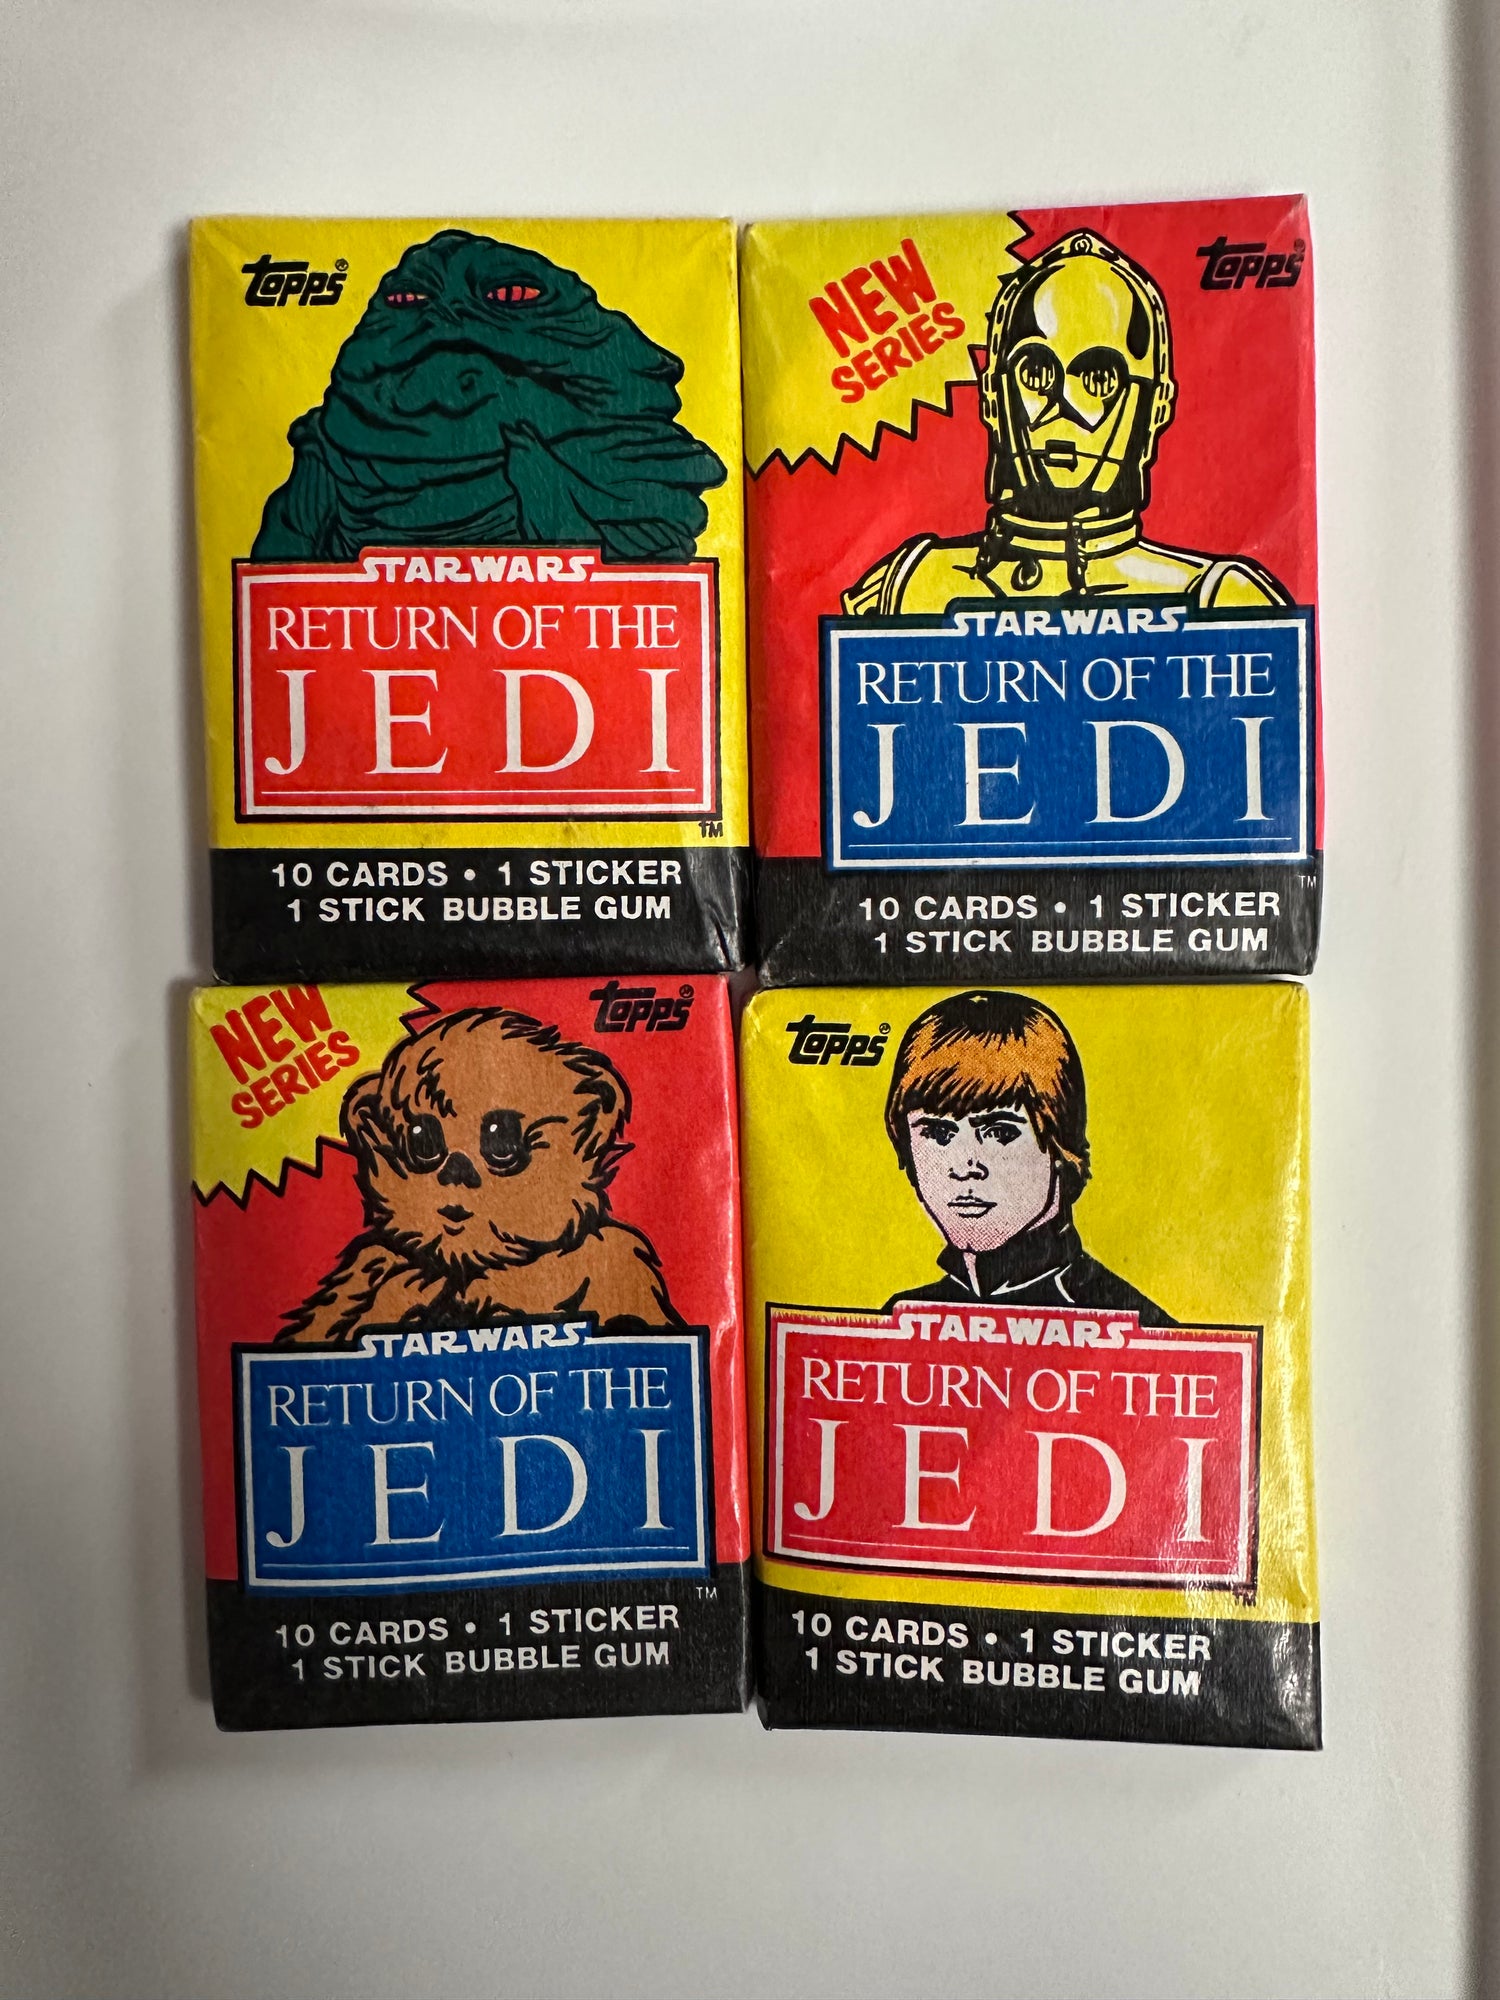 topps®
STAR WARS
RETURN OF THE
JEDI
TM
10 CARDS • 1 STICKER
1 STICK BUBBLE GUM
NEW
SERIES
topps®
STAR WARS
RETURN OF THE
JEDI
TM
10 CARDS • 1 STICKER
1 STICK BUBBLE GUM
NEW
SERIES
topps®
STAR WARS
RETURN OF THE
JEDI
TM
10 CARDS • 1 STICKER
1 STICK BUBBLE GUM
topps®
STAR WARS
RETURN OF THE
JEDI
TM
10 CARDS • 1 STICKER
1 STICK BUBBLE GUM